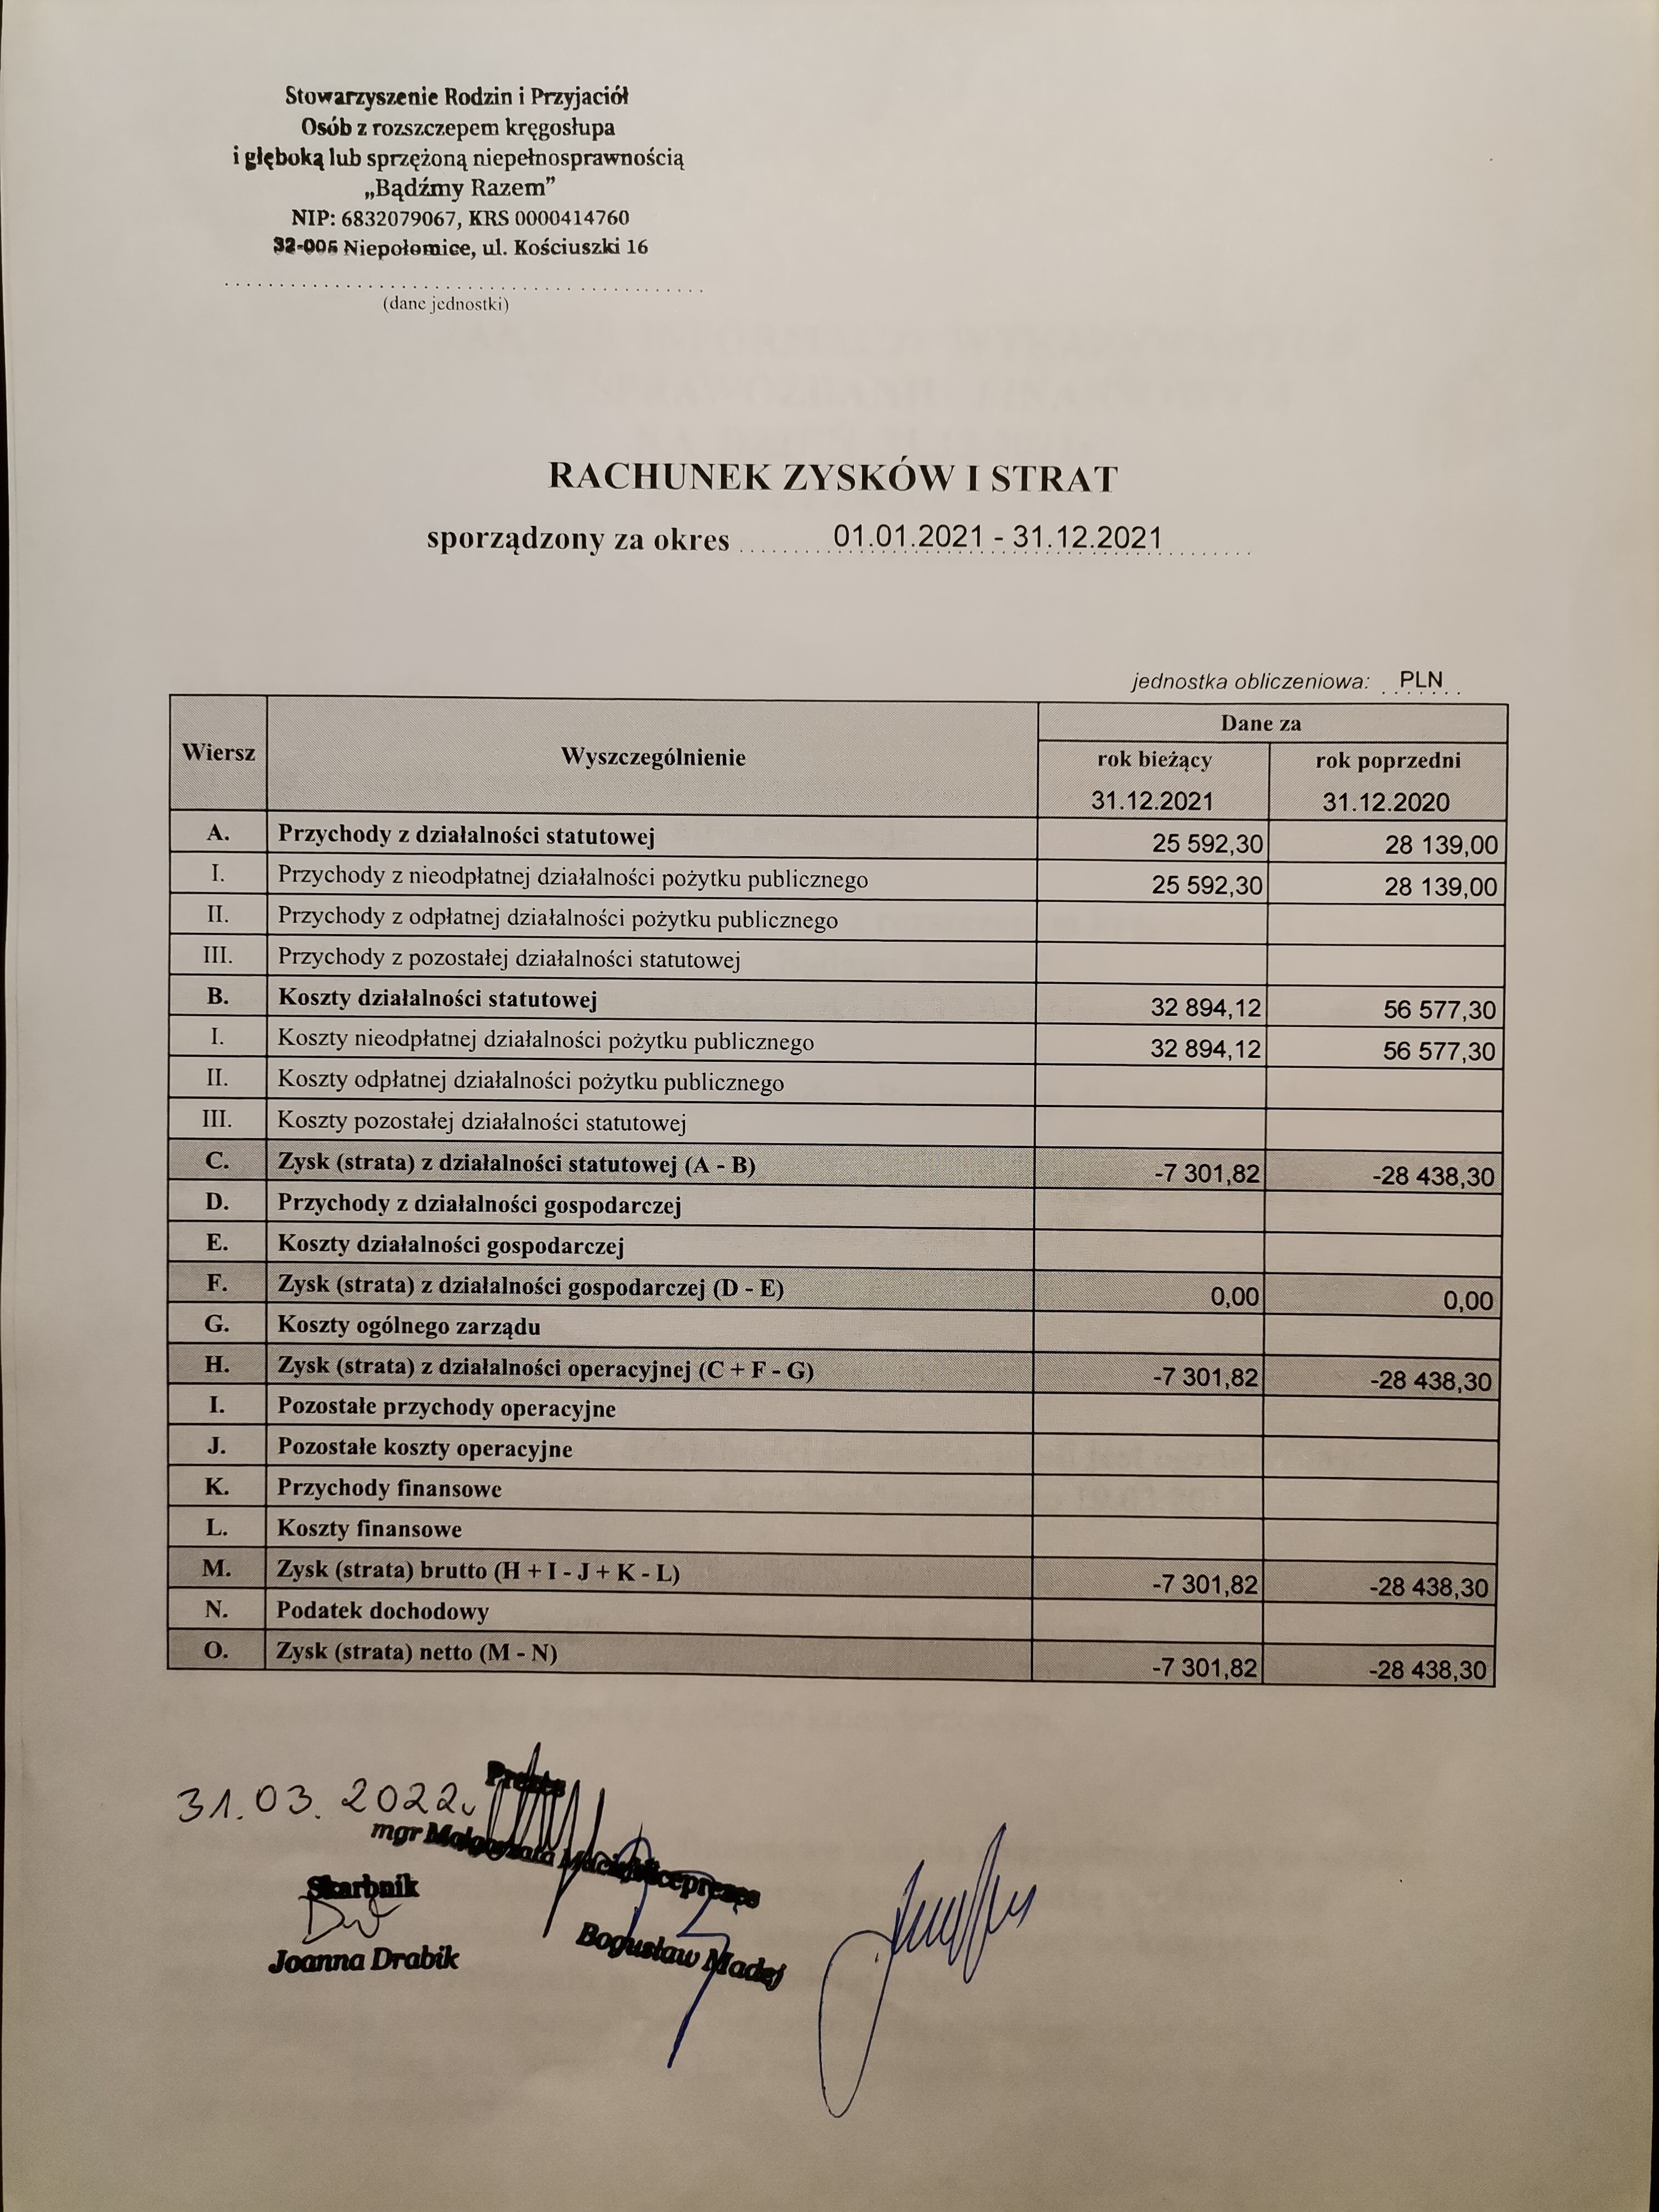 Stowarzyszenie Rodzin i Przyjaciół
Osób z rozszczepem kręgosłupa
i głęboką lub sprzężoną niepełnosprawnością
„Bądźmy Razem”
NIP: 6832079067, KRS 0000414760
32-005 Niepołomice, ul. Kościuszki 16
(dane jednostki)
RACHUNEK ZYSKÓW I STRAT
sporządzony za okres 01.01.2021 - 31.12.2021
jednostka obliczeniowa: PLN
Wiersz Wyszczególnienie Dane za
rok bieżący rok poprzedni
31.12.2021 31.12.2020
A. Przychody z działalności statutowej 25 592,30 28 139,00
I. Przychody z nieodpłatnej działalności pożytku publicznego 25 592,30 28 139,00
II. Przychody z odpłatnej działalności pożytku publicznego
III. Przychody z pozostałej działalności statutowej
B. Koszty działalności statutowej 32 894,12 56 577,30
I. Koszty nieodpłatnej działalności pożytku publicznego 32 894,12 56 577,30
II. Koszty odpłatnej działalności pożytku publicznego
III. Koszty pozostałej działalności statutowej
C. Zysk (strata) z działalności statutowej (A - B) -7 301,82 -28 438,30
D. Przychody z działalności gospodarczej
E. Koszty działalności gospodarczej
F. Zysk (strata) z działalności gospodarczej (D - E) 0,00 0,00
G. Koszty ogólnego zarządu
H. Zysk (strata) z działalności operacyjnej (C + F - G) -7 301,82 -28 438,30
I. Pozostałe przychody operacyjne
J. Pozostałe koszty operacyjne
K. Przychody finansowe
L. Koszty finansowe
M. Zysk (strata) brutto (H + I - J + K - L) -7 301,82 -28 438,30
N. Podatek dochodowy
O. Zysk (strata) netto (M - N) -7 301,82 -28 438,30
31.03.2022r
Prezes
mgr Małgorzata
Wiceprezes
Skarbnik
Bogusław Madej
Joanna Drabik